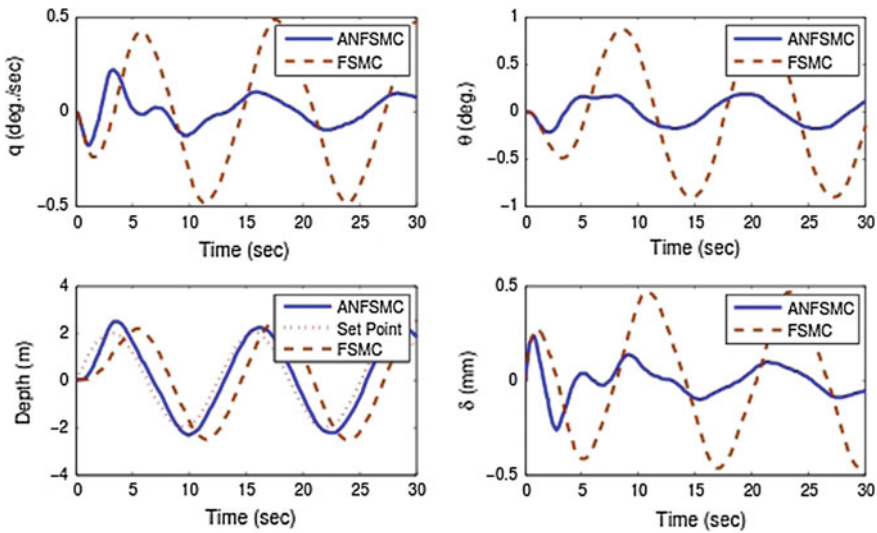 0.5
0
−0.5
q (deg./sec)
ANFSMC
FSMC
0 5 10 15 20 25 30
Time (sec)
1
0.5
0
−0.5
−1
θ (deg.)
ANFSMC
FSMC
0 5 10 15 20 25 30
Time (sec)
4
2
0
−2
−4
Depth (m)
ANFSMC
Set Point
FSMC
0 5 10 15 20 25 30
Time (sec)
0.5
0
−0.5
δ (mm)
ANFSMC
FSMC
0 5 10 15 20 25 30
Time (sec)